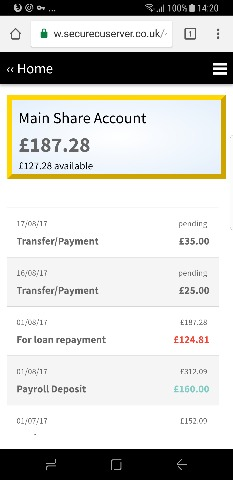 100% 14:20
w.securecuserver.co.uk/
1
‹‹ Home
Main Share Account
£187.28
£127.28 available
17/08/17 pending
Transfer/Payment £35.00
16/08/17 pending
Transfer/Payment £25.00
01/08/17 £187.28
For loan repayment £124.81
01/08/17 £312.09
Payroll Deposit £160.00
01/07/17 £152.09